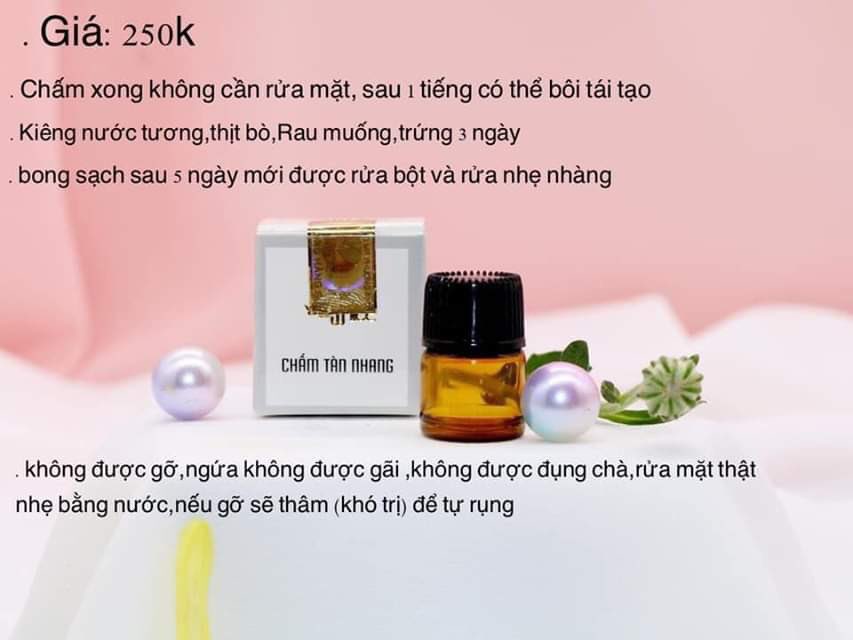 . Giá: 250k
. Chấm xong không cần rửa mặt, sau 1 tiếng có thể bôi tái tạo
. Kiêng nước tương,thịt bò,Rau muống,trứng 3 ngày
. bong sạch sau 5 ngày mới được rửa bột và rửa nhẹ nhàng
CHẤM TÀN NHANG
. không được gỡ,ngứa không được gãi ,không được đụng chà,rửa mặt thật
nhẹ bằng nước,nếu gỡ sẽ thâm (khó trị) để tự rụng